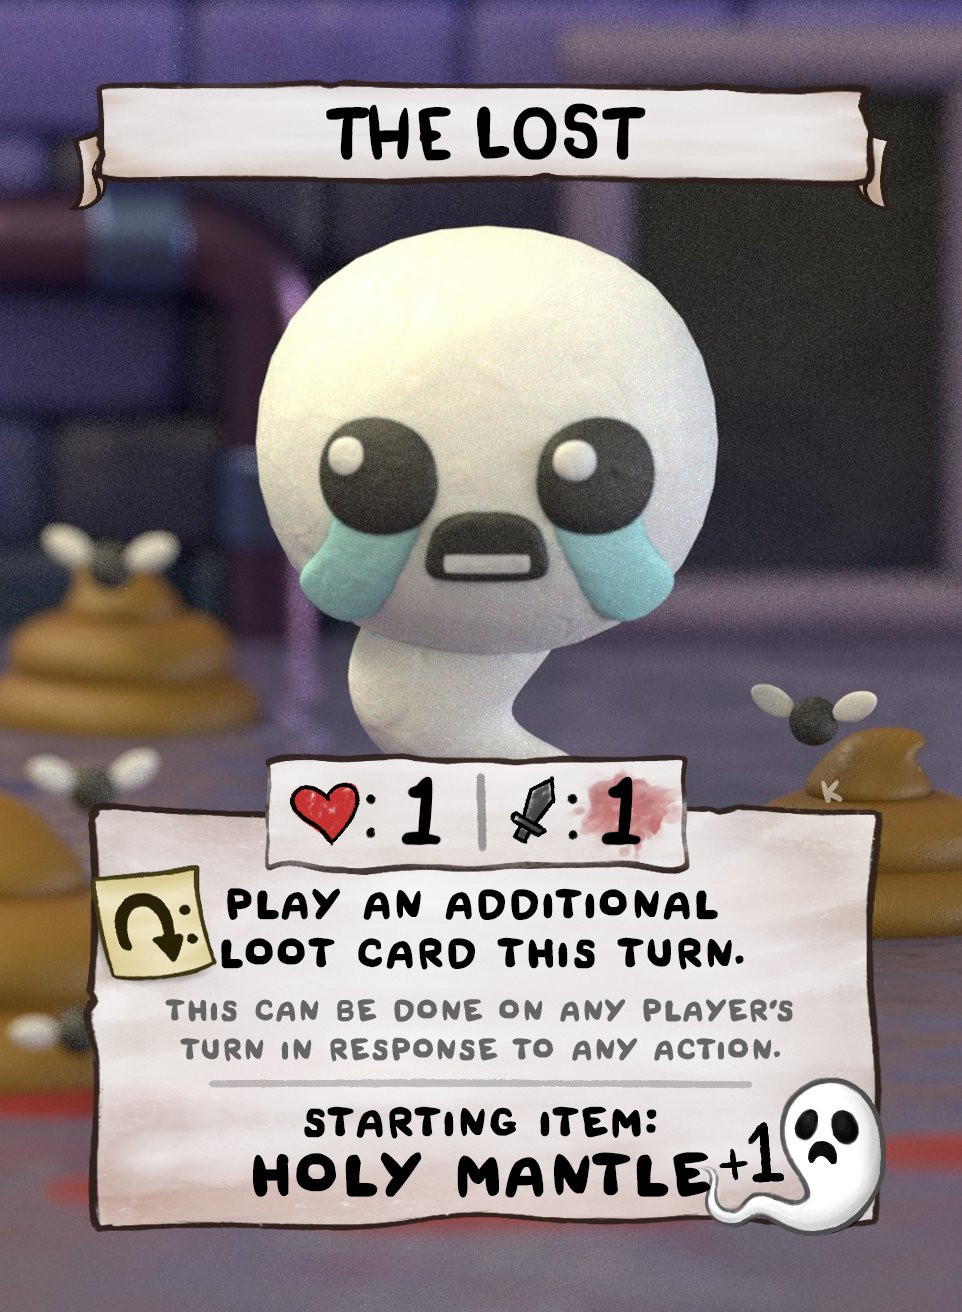 THE LOST
: 1 | : 1
K
: PLAY AN ADDITIONAL
LOOT CARD THIS TURN.
THIS CAN BE DONE ON ANY PLAYER'S
TURN IN RESPONSE TO ANY ACTION.
STARTING ITEM:
HOLY MANTLE +1